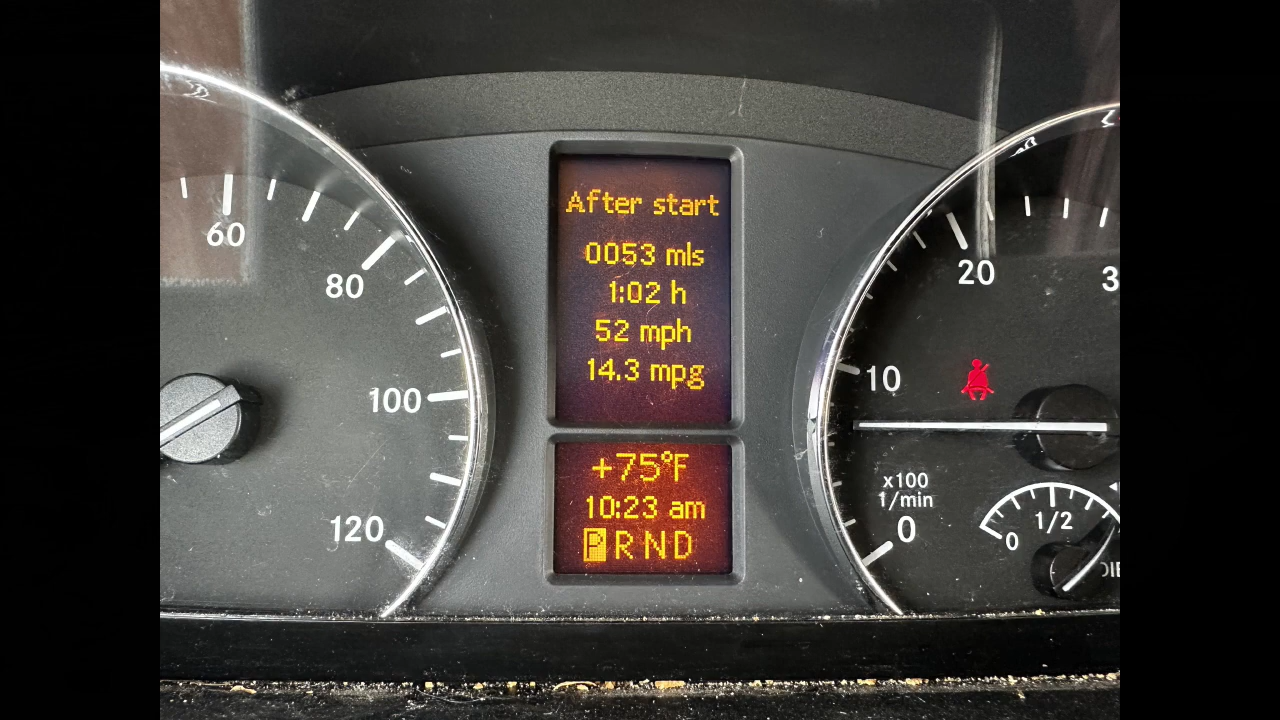 After start
0053 mls
1:02 h
52 mph
14.3 mpg
+75°F
10:23 am
P R N D
60
80
100
120
0
10
20
x100
1/min
0
1/2